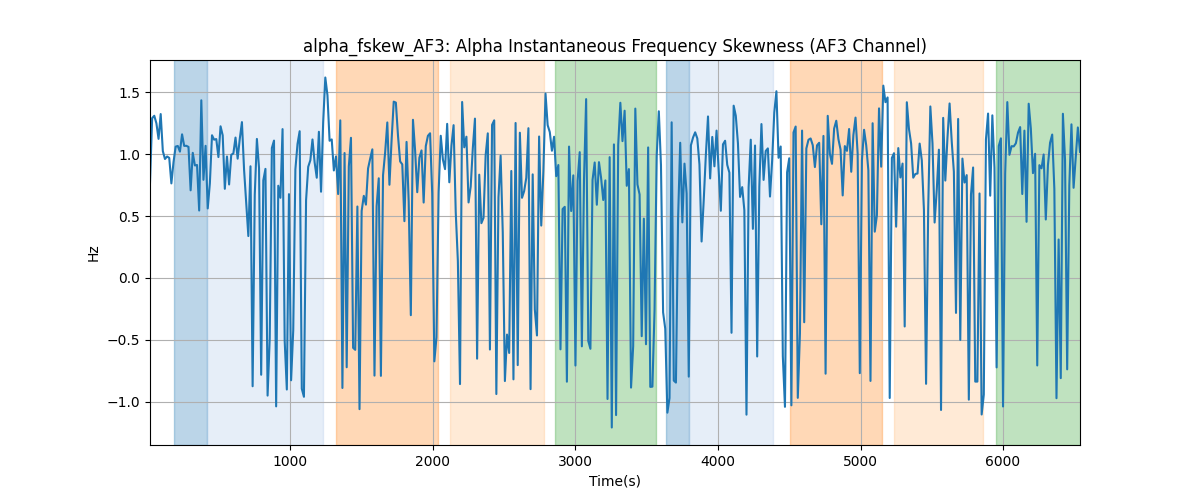 alpha_fskew_AF3: Alpha Instantaneous Frequency Skewness (AF3 Channel)
1.5
1.0
0.5
0.0
−0.5
−1.0
Hz
1000 2000 3000 4000 5000 6000
Time(s)